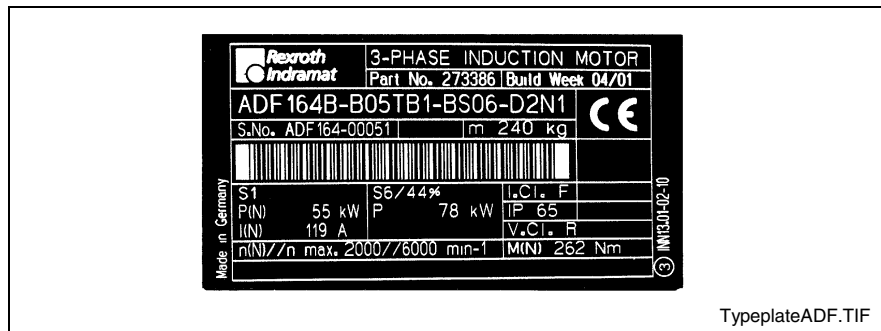 Rexroth
Indramat
3-PHASE INDUCTION MOTOR
Part No. 273386 Build Week 04/01
ADF164B-B05TB1-BS06-D2N1
CE
S.No. ADF164-00051 m 240 kg
S1 S6/44% I.Cl. F
P(N) 55 kW P 78 kW IP 65
I(N) 119 A V.Cl. R
n(N)//n max. 2000//6000 min-1 M(N) 262 Nm
Made in Germany
3 INN13.01-02-10
TypeplateADF.TIF